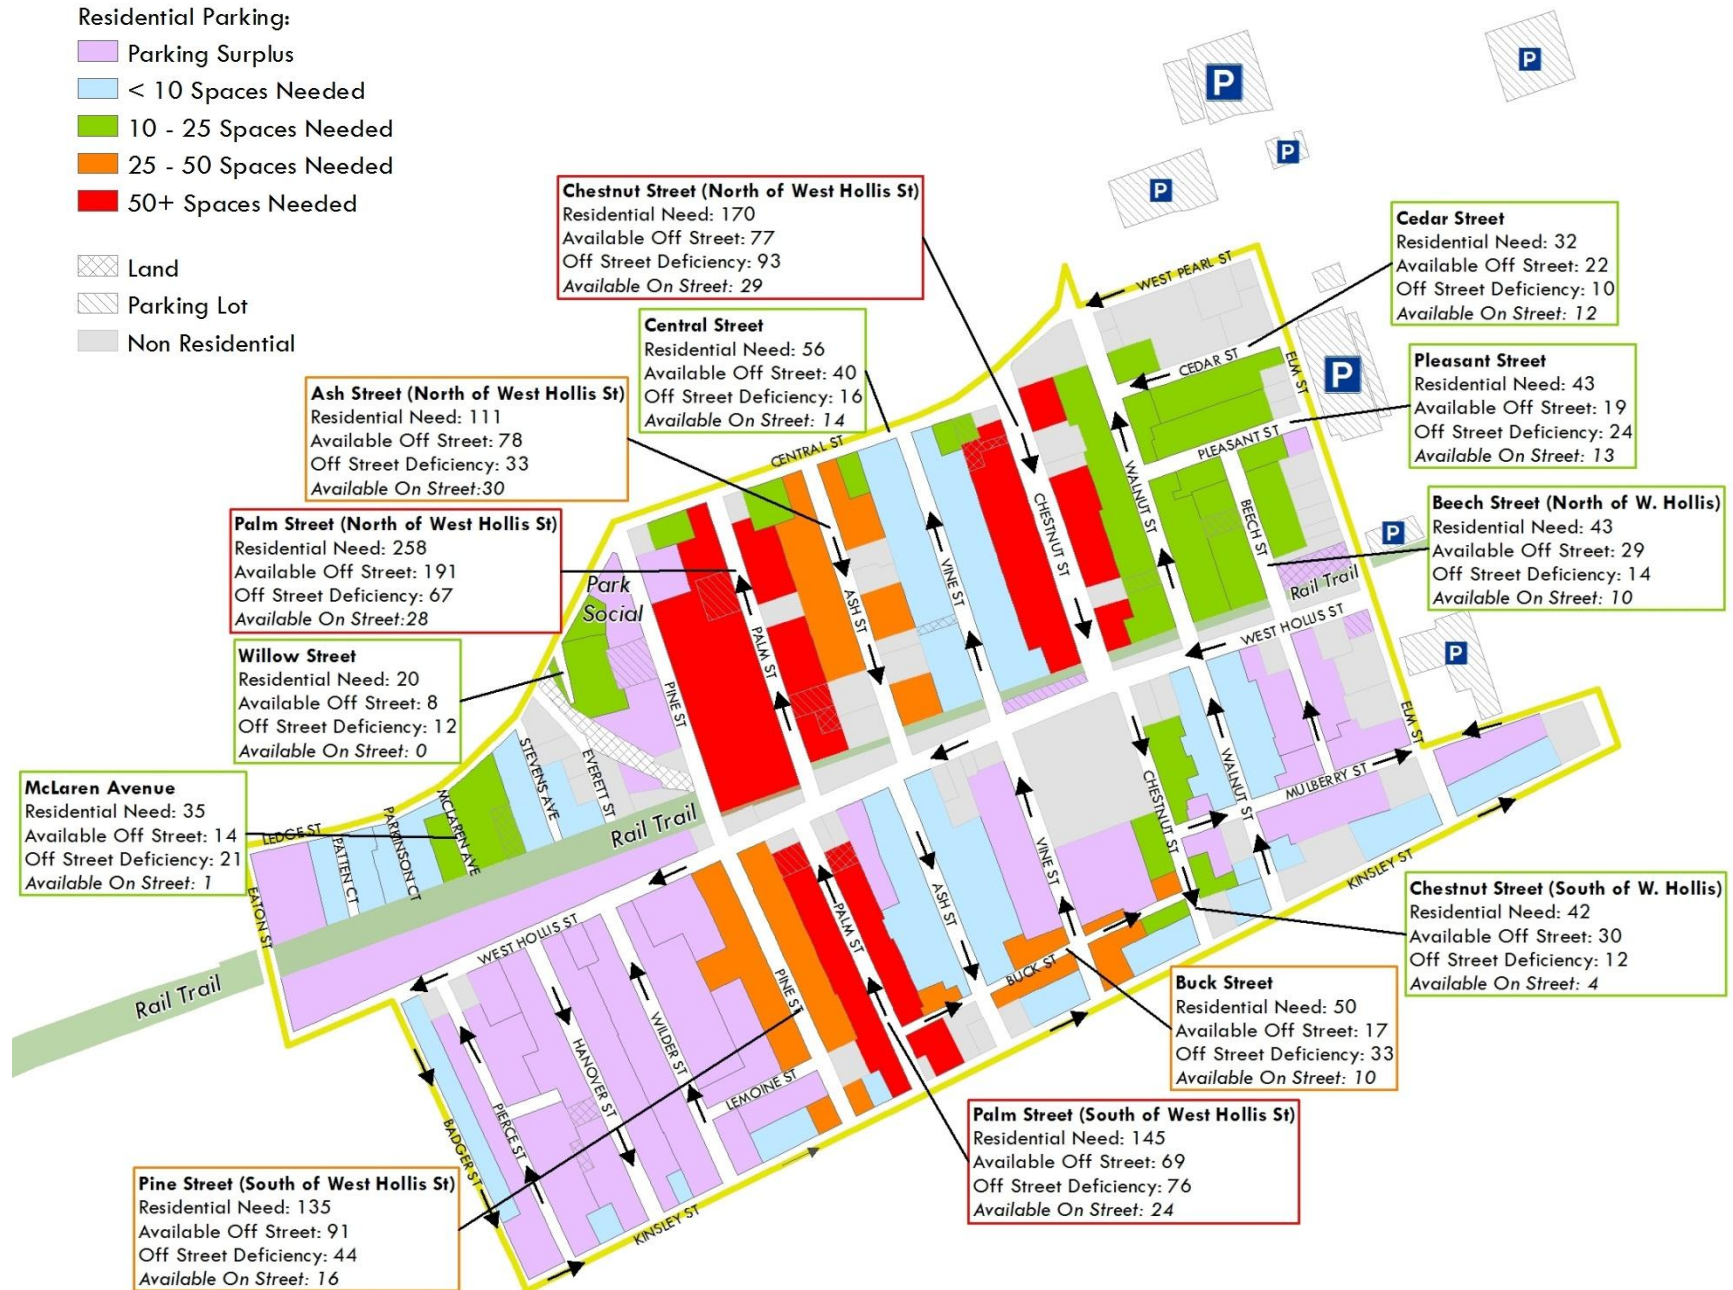 Residential Parking:
Parking Surplus
< 10 Spaces Needed
10 - 25 Spaces Needed
25 - 50 Spaces Needed
50+ Spaces Needed
Land
Parking Lot
Non Residential
P
P
P
P
Chestnut Street (North of West Hollis St)
Residential Need: 170
Available Off Street: 77
Off Street Deficiency: 93
Available On Street: 29
Cedar Street
Residential Need: 32
Available Off Street: 22
Off Street Deficiency: 10
Available On Street: 12
Central Street
Residential Need: 56
Available Off Street: 40
Off Street Deficiency: 16
Available On Street: 14
Pleasant Street
Residential Need: 43
Available Off Street: 19
Off Street Deficiency: 24
Available On Street: 13
Ash Street (North of West Hollis St)
Residential Need: 111
Available Off Street: 78
Off Street Deficiency: 33
Available On Street:30
Beech Street (North of W. Hollis)
Residential Need: 43
Available Off Street: 29
Off Street Deficiency: 14
Available On Street: 10
Palm Street (North of West Hollis St)
Residential Need: 258
Available Off Street: 191
Off Street Deficiency: 67
Available On Street:28
Willow Street
Residential Need: 20
Available Off Street: 8
Off Street Deficiency: 12
Available On Street: 0
McLaren Avenue
Residential Need: 35
Available Off Street: 14
Off Street Deficiency: 21
Available On Street: 1
Chestnut Street (South of W. Hollis)
Residential Need: 42
Available Off Street: 30
Off Street Deficiency: 12
Available On Street: 4
Buck Street
Residential Need: 50
Available Off Street: 17
Off Street Deficiency: 33
Available On Street: 10
Palm Street (South of West Hollis St)
Residential Need: 145
Available Off Street: 69
Off Street Deficiency: 76
Available On Street: 24
Pine Street (South of West Hollis St)
Residential Need: 135
Available Off Street: 91
Off Street Deficiency: 44
Available On Street: 16
WEST PEARL ST
CEDAR ST
ELM ST
P
PLEASANT ST
CENTRAL ST
WALNUT ST
BEECH ST
CHESTNUT ST
VINE ST
ASH ST
PALM ST
PINE ST
Park
Social
P
Rail Trail
WEST HOLLIS ST
P
ELM ST
STEVENS AVE
EVERETT ST
MCLAREN AVE
PARKINSON CT
PATIEN CT
LEDGE ST
EATON ST
Rail Trail
Rail Trail
WEST HOLLIS ST
MULBERRY ST
WALNUT ST
CHESTNUT ST
VINE ST
ASH ST
PALM ST
PINE ST
BUCK ST
KINSLEY ST
WILDER ST
HANOVER ST
LEMOINE ST
PIERCE ST
BADGER ST
KINSLEY ST